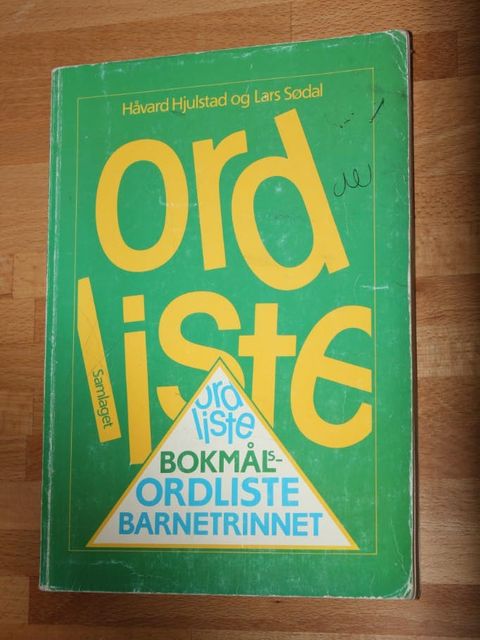 Håvard Hjulstad og Lars Sødal
ord
liste
Samlaget
ord
liste
BOKMÅLs-
ORDLISTE
BARNETRINNET